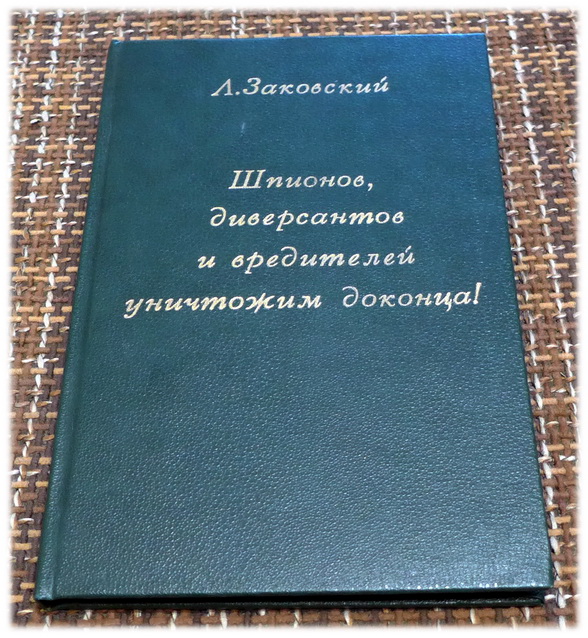 Л.Заковский
Шпионов,
диверсантов
и вредителей
уничтожим доконца!